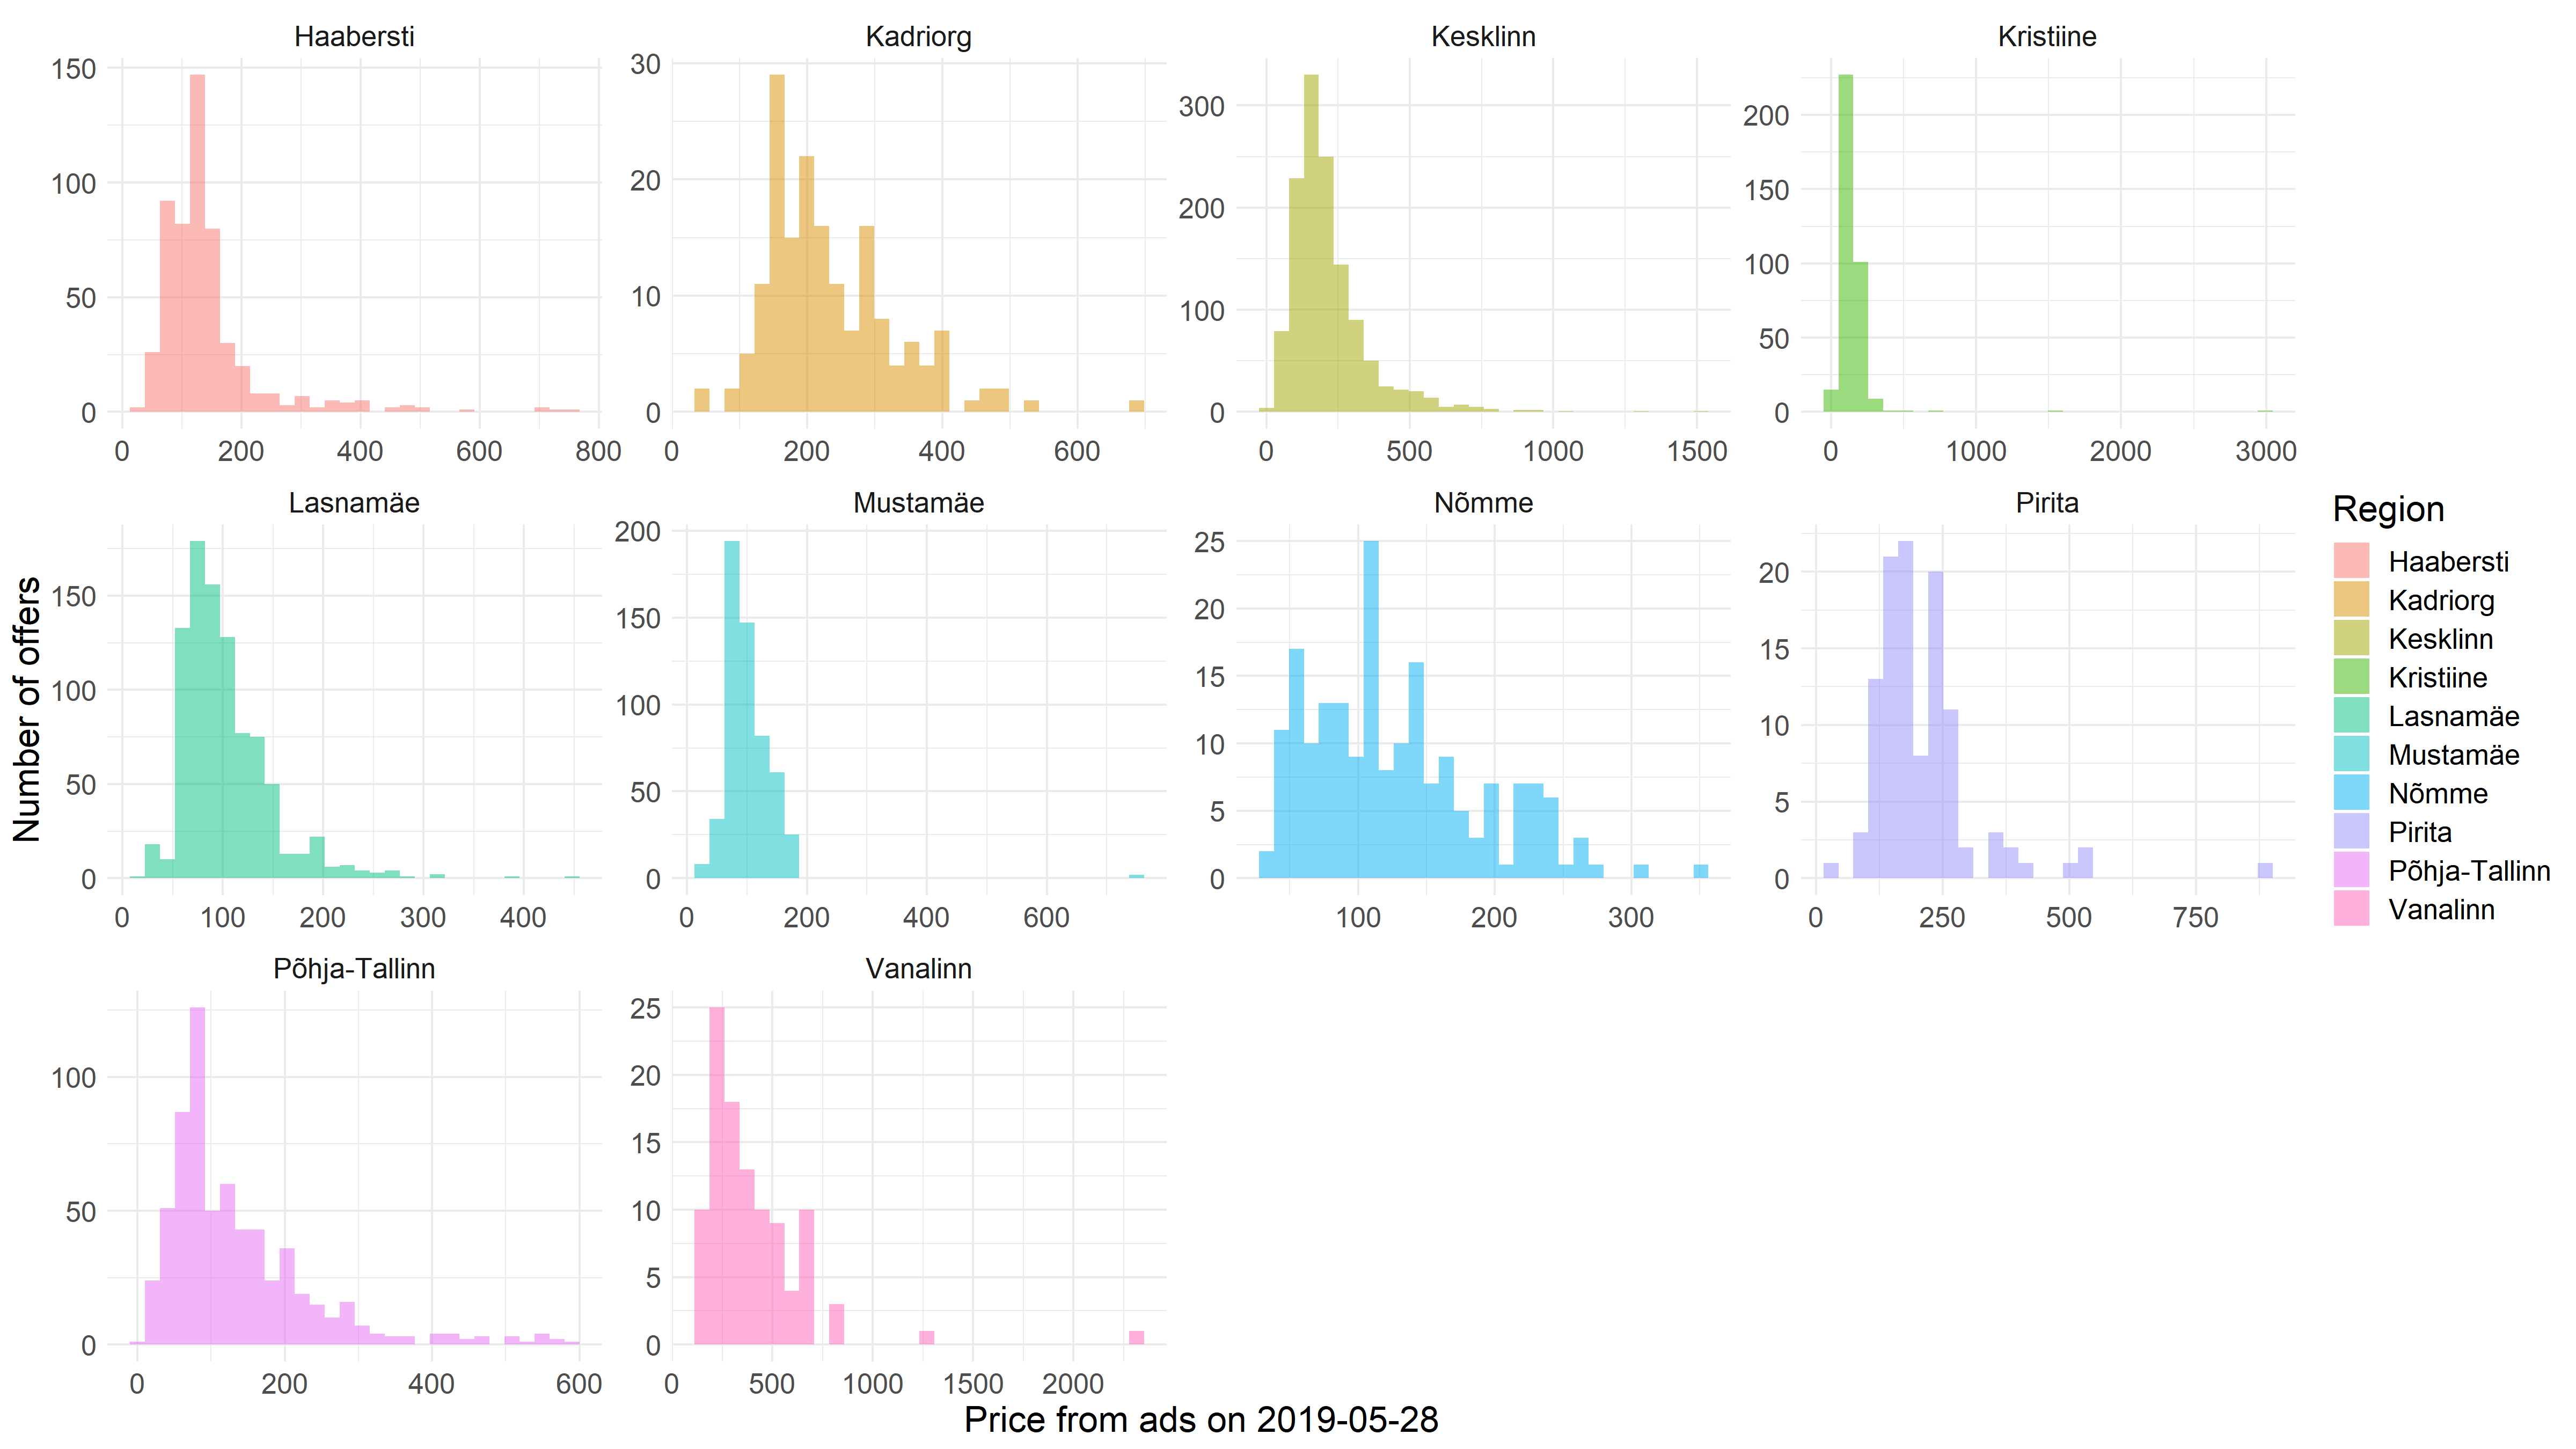 Haabersti Kadriorg Kesklinn Kristiine
150
100
50
0
0 200 400 600 800
30
20
10
0
0 200 400 600
300
200
100
0
0 500 1000 1500
200
150
100
50
0
0 1000 2000 3000
Lasnamäe Mustamäe Nõmme Pirita
150
100
50
0
0 100 200 300 400
200
150
100
50
0
0 200 400 600
25
20
15
10
5
0
100 200 300
20
15
10
5
0
0 250 500 750
Põhja-Tallinn Vanalinn
100
50
0
0 200 400 600
25
20
15
10
5
0
0 500 1000 1500 2000
Number of offers
Price from ads on 2019-05-28
Region
Haabersti
Kadriorg
Kesklinn
Kristiine
Lasnamäe
Mustamäe
Nõmme
Pirita
Põhja-Tallinn
Vanalinn